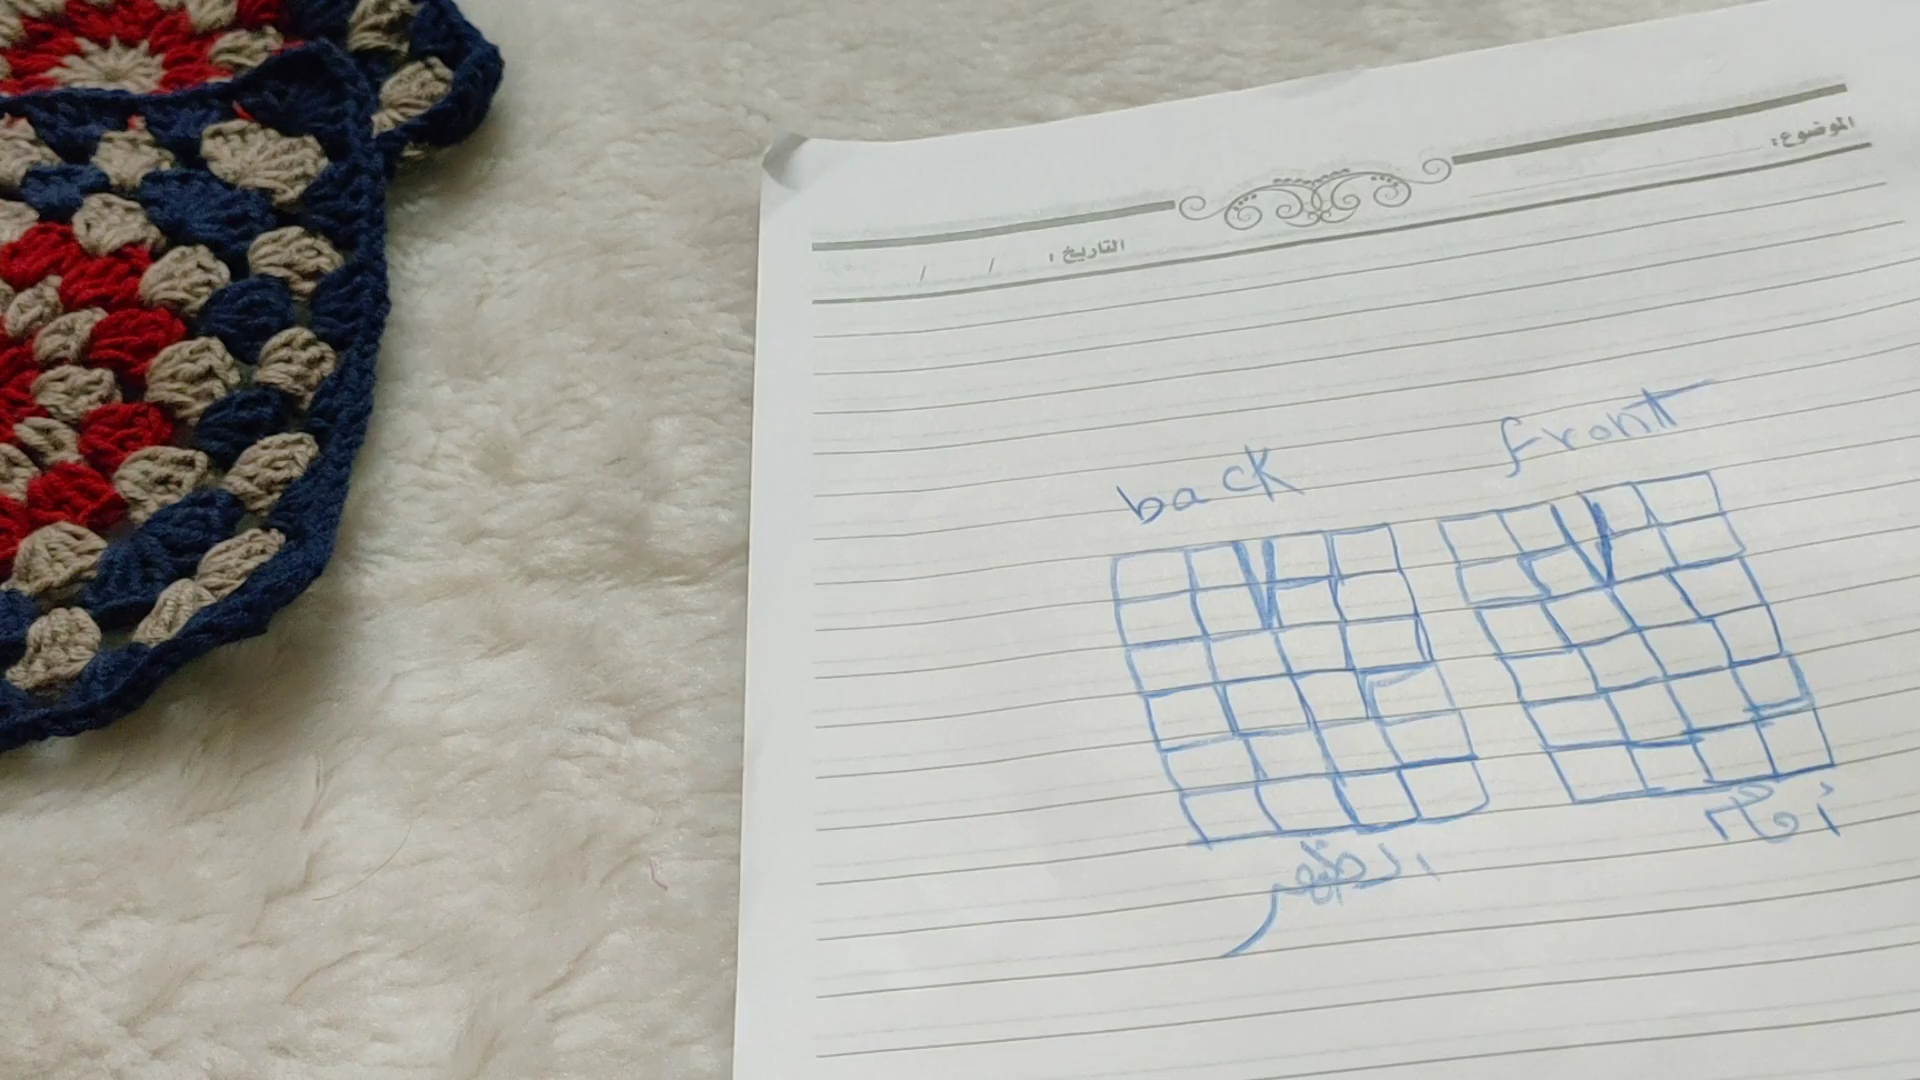 الموضوع:
التاريخ: / /
back
front
أمام
الظهر